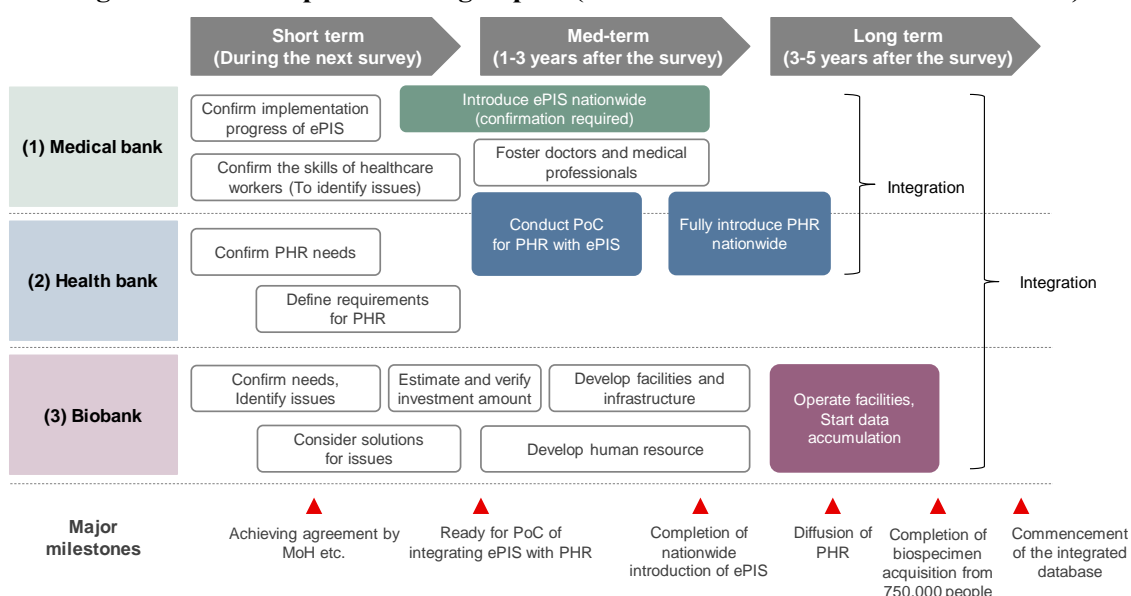 Short term
(During the next survey)
Med-term
(1-3 years after the survey)
Long term
(3-5 years after the survey)
(1) Medical bank
Confirm implementation
progress of ePIS
Introduce ePIS nationwide
(confirmation required)
Confirm the skills of healthcare
workers (To identify issues)
Foster doctors and medical
professionals
Integration
(2) Health bank
Conduct PoC
for PHR with ePIS
Fully introduce PHR
nationwide
Confirm PHR needs
Define requirements
for PHR
Integration
(3) Biobank
Confirm needs,
Identify issues
Estimate and verify
investment amount
Develop facilities and
infrastructure
Operate facilities,
Start data
accumulation
Consider solutions
for issues
Develop human resource
Major
milestones
Achieving agreement by
MoH etc.
Ready for PoC of
integrating ePIS with PHR
Completion of
nationwide
introduction of ePIS
Diffusion of
PHR
Completion of
biospecimen
acquisition from
750,000 people
Commencement
of the integrated
database